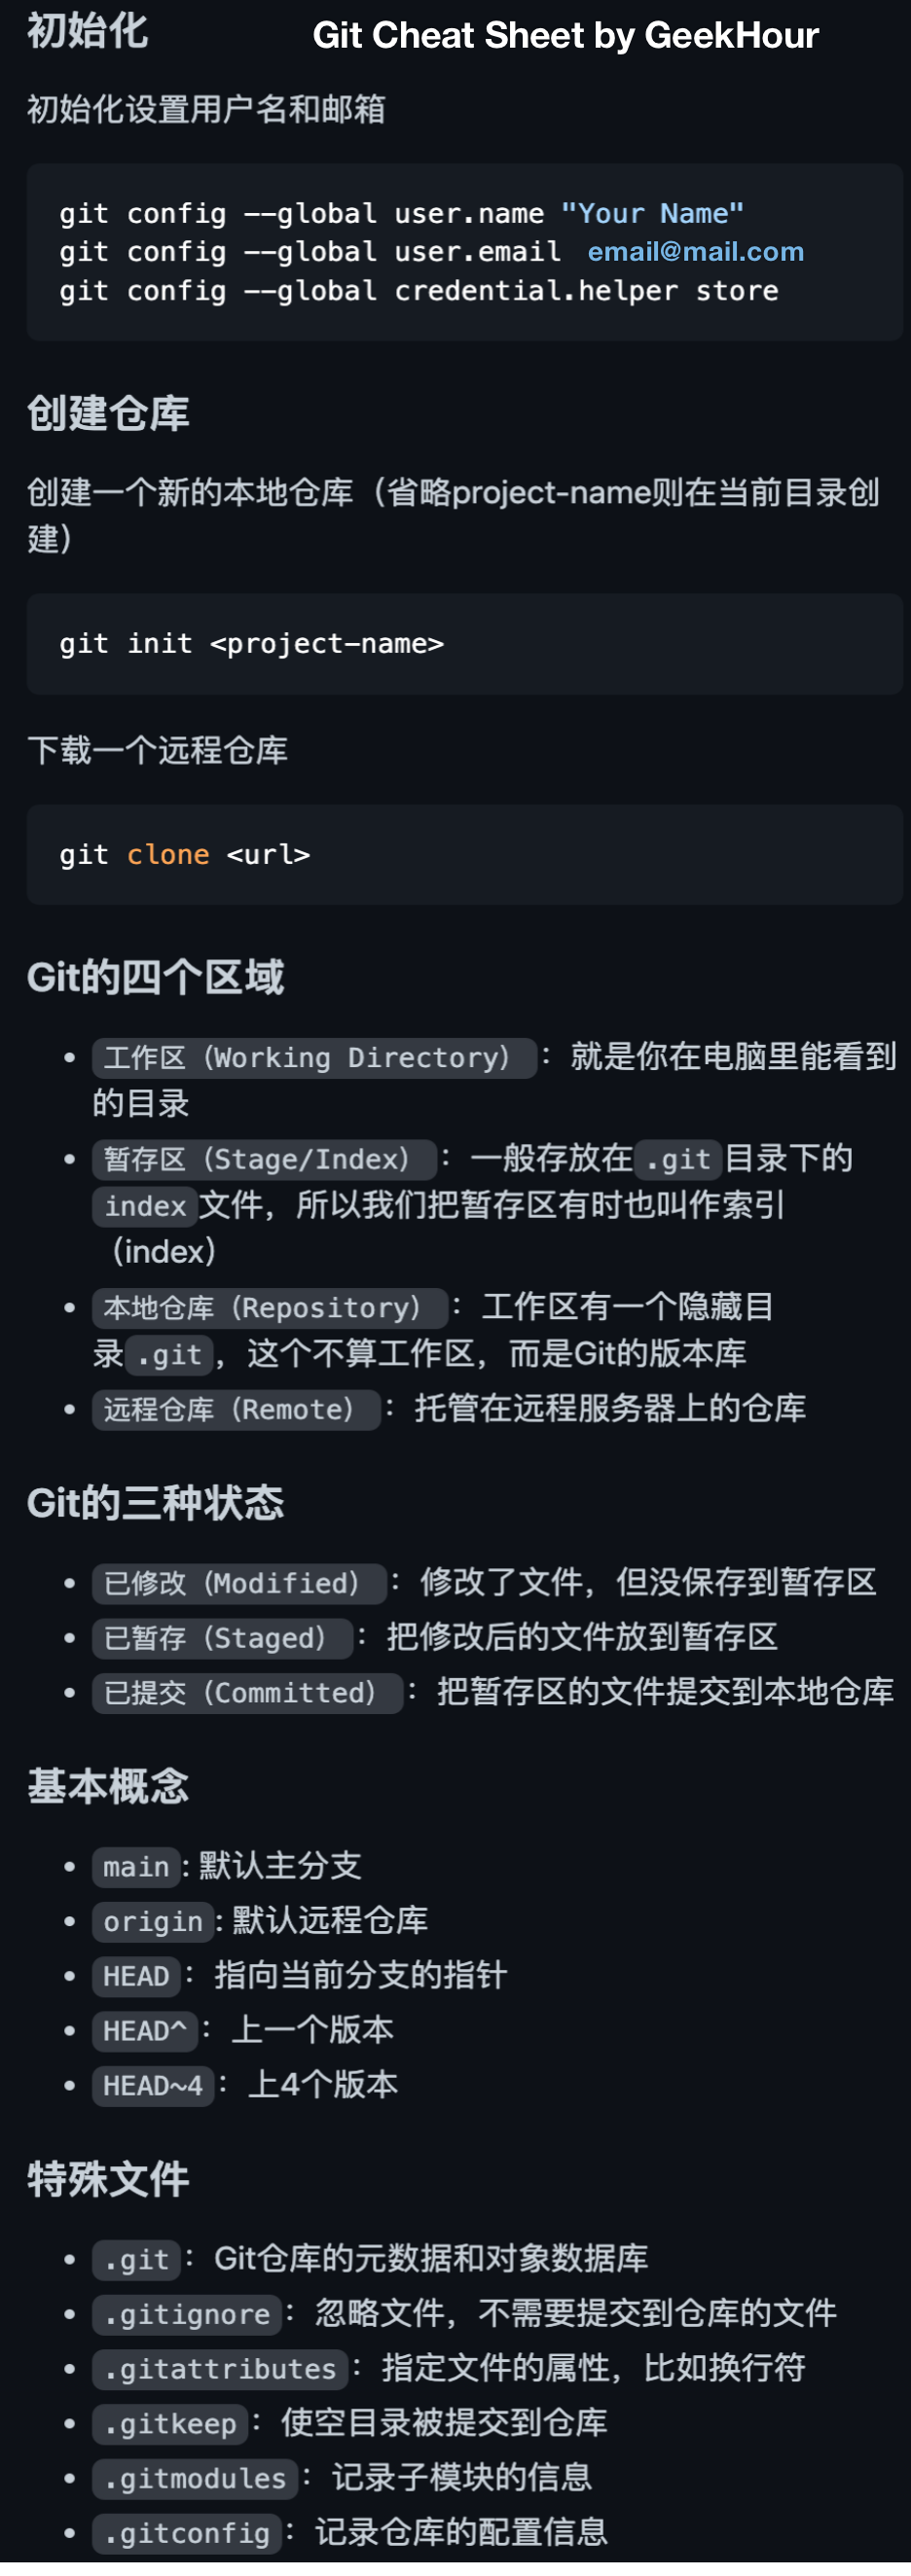 初始化
Git Cheat Sheet by GeekHour
初始化设置用户名和邮箱
git config --global user.name "Your Name"
git config --global user.email email@mail.com
git config --global credential.helper store
创建仓库
创建一个新的本地仓库（省略project-name则在当前目录创
建）
git init <project-name>
下载一个远程仓库
git clone <url>
Git的四个区域
• 工作区（Working Directory）：就是你在电脑里能看到
的目录
• 暂存区（Stage/Index）：一般存放在 .git 目录下的
index 文件，所以我们把暂存区有时也叫作索引
（index）
• 本地仓库（Repository）：工作区有一个隐藏目
录 .git ，这个不算工作区，而是Git的版本库
• 远程仓库（Remote）：托管在远程服务器上的仓库
Git的三种状态
• 已修改（Modified）：修改了文件，但没保存到暂存区
• 已暂存（Staged）：把修改后的文件放到暂存区
• 已提交（Committed）：把暂存区的文件提交到本地仓库
基本概念
• main : 默认主分支
• origin : 默认远程仓库
• HEAD ：指向当前分支的指针
• HEAD^ ：上一个版本
• HEAD~4 ：上4个版本
特殊文件
• .git ：Git仓库的元数据和对象数据库
• .gitignore ：忽略文件，不需要提交到仓库的文件
• .gitattributes ：指定文件的属性，比如换行符
• .gitkeep ：使空目录被提交到仓库
• .gitmodules ：记录子模块的信息
• .gitconfig ：记录仓库的配置信息